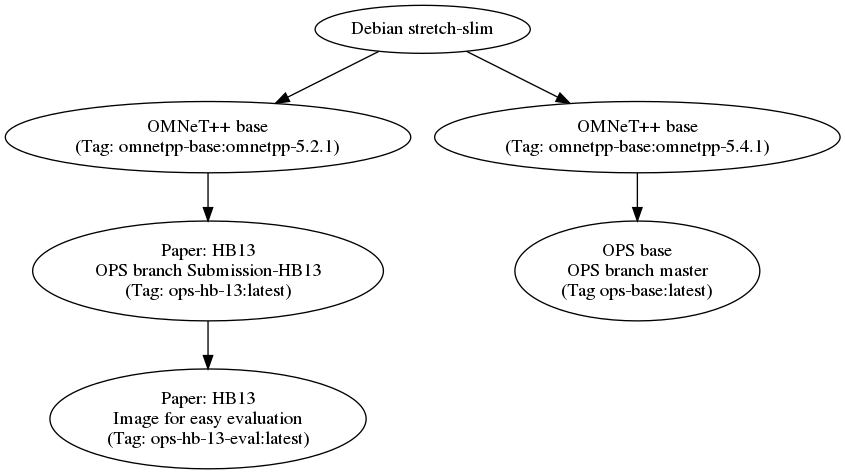 Debian stretch-slim
OMNeT++ base
(Tag: omnetpp-base:omnetpp-5.2.1)
OMNeT++ base
(Tag: omnetpp-base:omnetpp-5.4.1)
Paper: HB13
OPS branch Submission-HB13
(Tag: ops-hb-13:latest)
OPS base
OPS branch master
(Tag ops-base:latest)
Paper: HB13
Image for easy evaluation
(Tag: ops-hb-13-eval:latest)